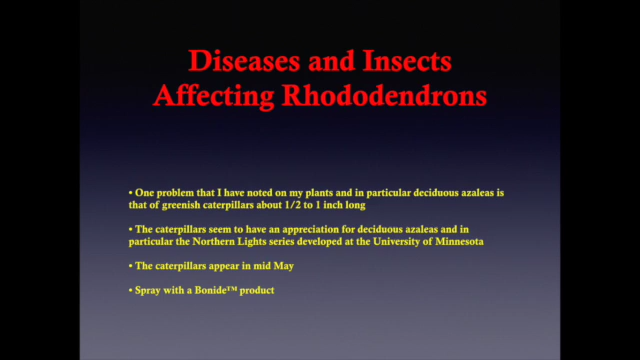 Diseases and Insects
Affecting Rhododendrons
• One problem that I have noted on my plants and in particular deciduous azaleas is
that of greenish caterpillars about 1/2 to 1 inch long
• The caterpillars seem to have an appreciation for deciduous azaleas and in
particular the Northern Lights series developed at the University of Minnesota
• The caterpillars appear in mid May
• Spray with a Bonide™ product